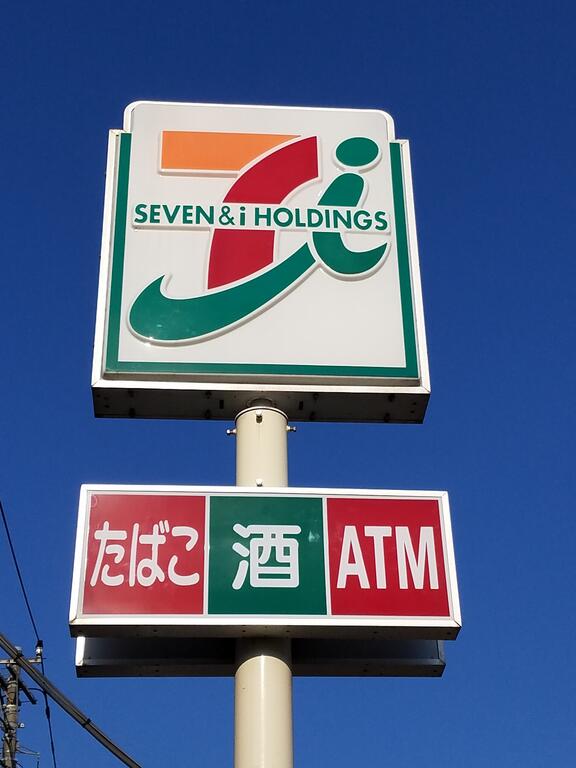 SEVEN & i HOLDINGS
たばこ 酒 ATM